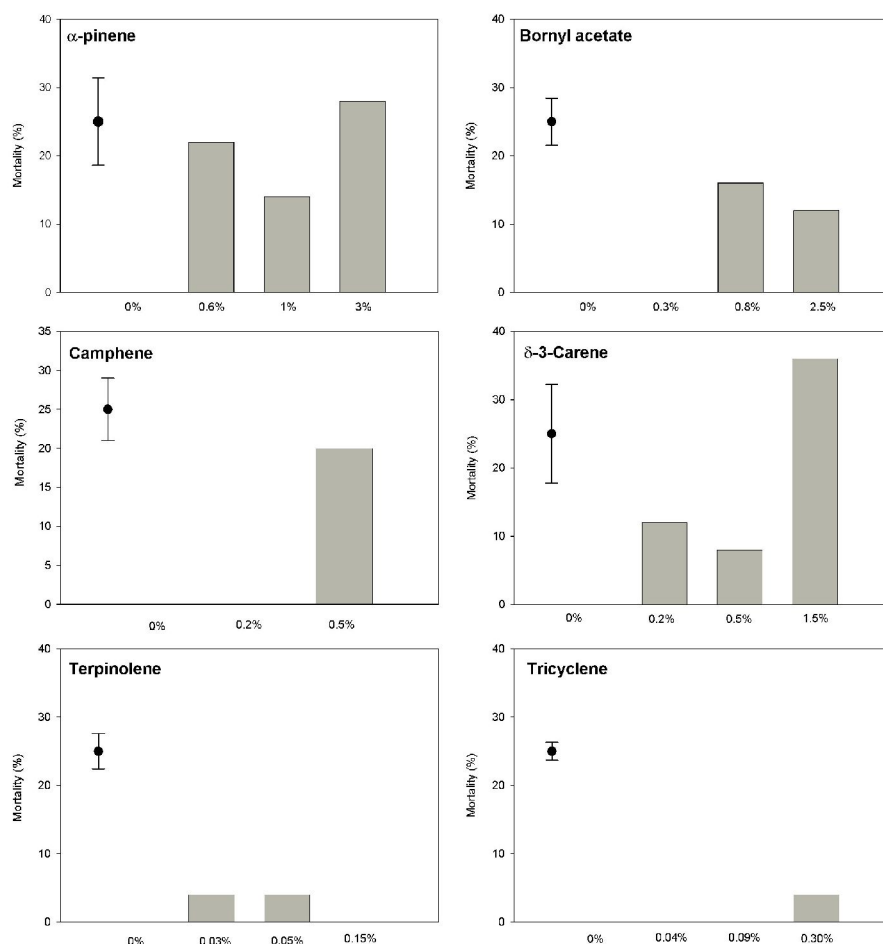 α-pinene
Mortality (%)
40
30
20
10
0
0% 0.6% 1% 3%
Bornyl acetate
Mortality (%)
40
30
20
10
0
0% 0.3% 0.8% 2.5%
Camphene
Mortality (%)
35
30
25
20
15
10
5
0
0% 0.2% 0.5%
δ-3-Carene
Mortality (%)
40
30
20
10
0
0% 0.2% 0.5% 1.5%
Terpinolene
Mortality (%)
40
30
20
10
0
0% 0.03% 0.05% 0.15%
Tricyclene
Mortality (%)
40
30
20
10
0
0% 0.04% 0.09% 0.30%